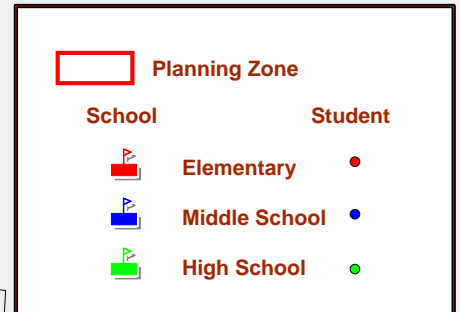 Planning Zone
School Student
Elementary
Middle School
High School